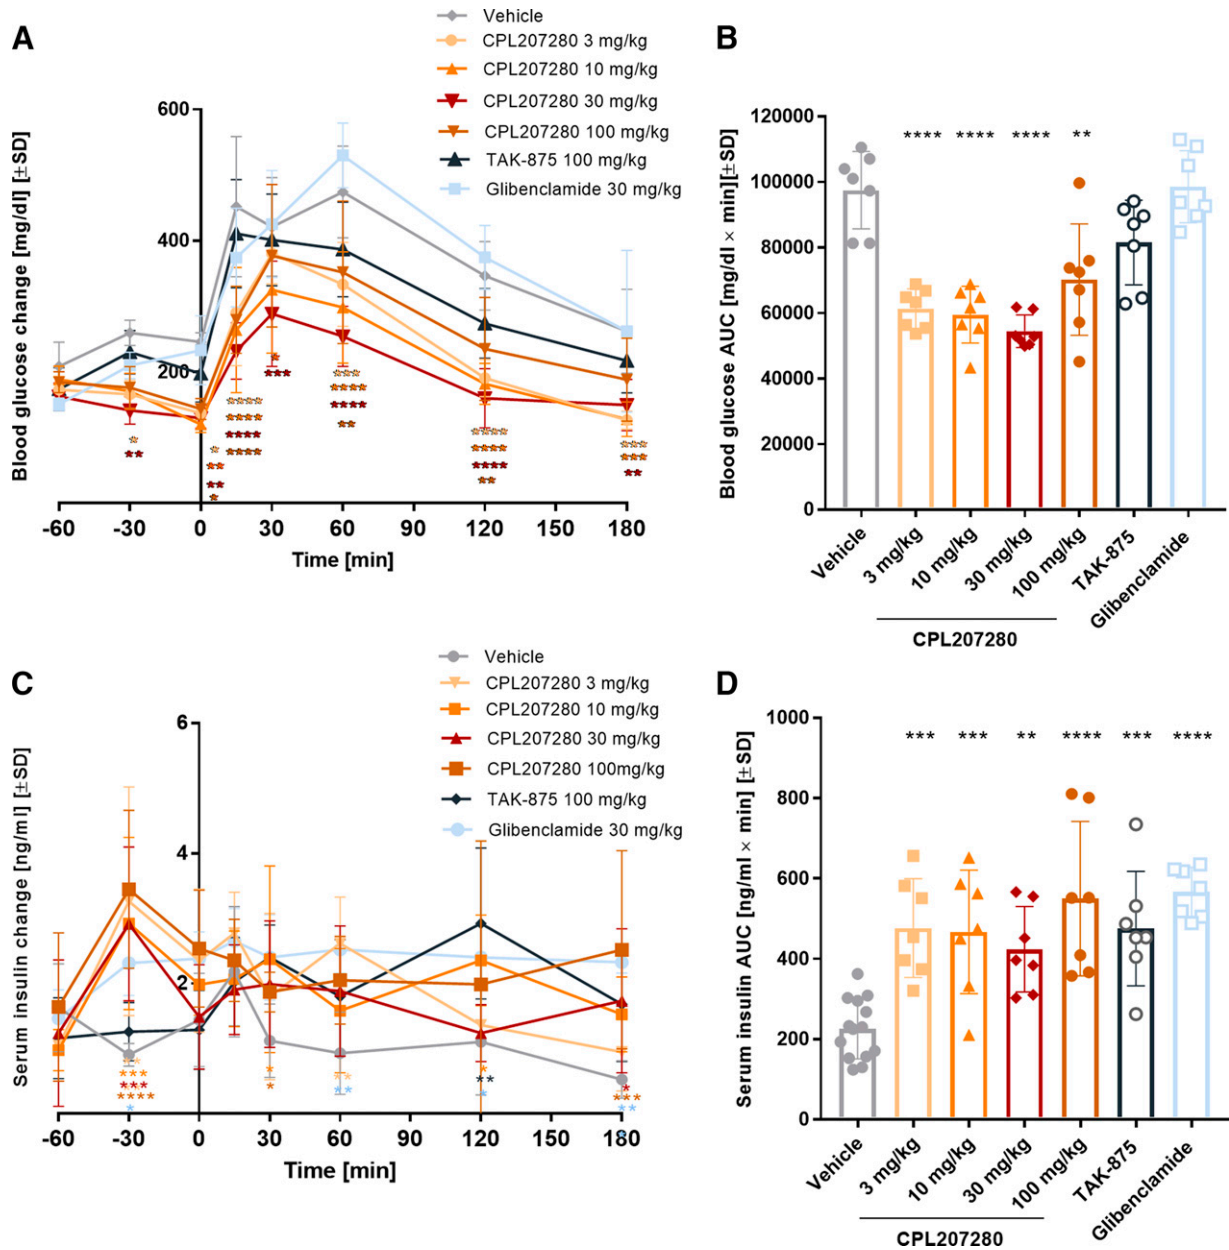 A
Vehicle
CPL207280 3 mg/kg
CPL207280 10 mg/kg
CPL207280 30 mg/kg
CPL207280 100 mg/kg
TAK-875 100 mg/kg
Glibenclamide 30 mg/kg
Blood glucose change [mg/dl] [±SD]
600
400
200
-60 -30 0 30 60 90 120 150 180
Time [min]
B
Blood glucose AUC [mg/dl × min][±SD]
120000
100000
80000
60000
40000
20000
0
**** **** **** **
Vehicle
3 mg/kg
10 mg/kg
30 mg/kg
100 mg/kg
TAK-875
Glibenclamide
CPL207280
C
Vehicle
CPL207280 3 mg/kg
CPL207280 10 mg/kg
CPL207280 30 mg/kg
CPL207280 100mg/kg
TAK-875 100 mg/kg
Glibenclamide 30 mg/kg
Serum insulin change [ng/ml] [±SD]
6
4
2
-60 -30 0 30 60 90 120 150 180
Time [min]
D
Serum insulin AUC [ng/ml × min] [±SD]
1000
800
600
400
200
0
*** *** ** **** *** ****
Vehicle
3 mg/kg
10 mg/kg
30 mg/kg
100 mg/kg
TAK-875
Glibenclamide
CPL207280